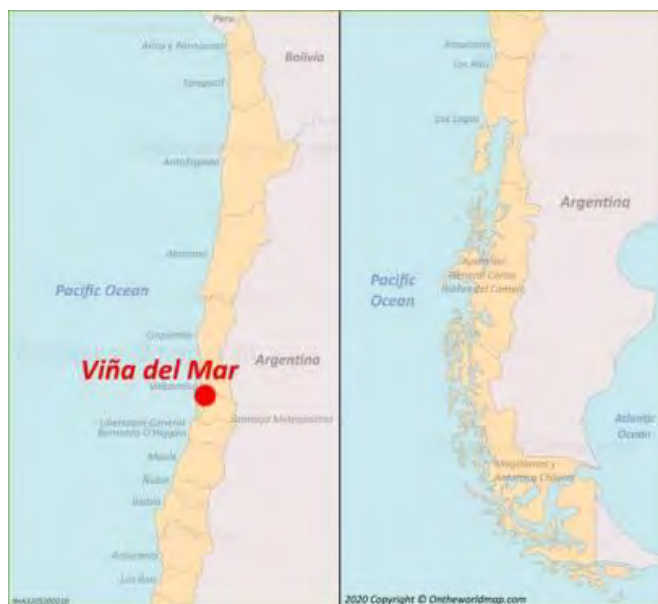 Peru
Arica y Parinacota
Bolivia
Tarapacá
Antofagasta
Atacama
Pacific Ocean
Coquimbo
Argentina
Viña del Mar
Valparaíso
Santiago Metropolitan
Libertador General
Bernardo O'Higgins
Maule
Ñuble
Biobío
Araucanía
Los Ríos
Araucanía
Los Ríos
Los Lagos
Argentina
Pacific
Ocean
Aysén del
General Carlos
Ibáñez del Campo
Atlantic
Ocean
Magallanes y
Antártica Chilena
2020 Copyright © Ontheworldmap.com